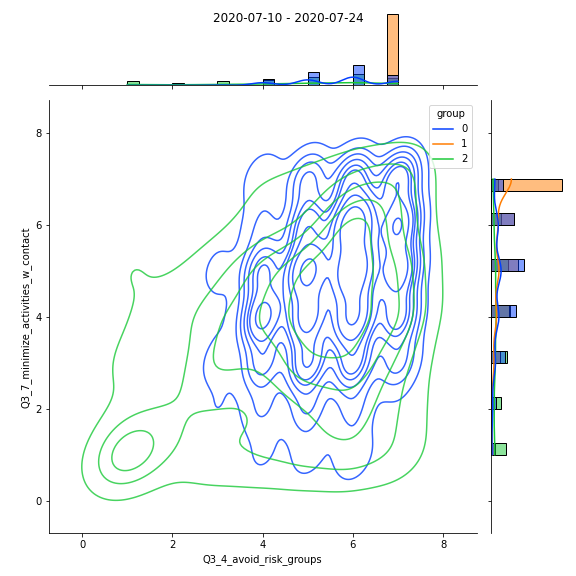 2020-07-10 - 2020-07-24
group
0
1
2
8
6
4
2
0
Q3_7_minimize_activities_w_contact
0 2 4 6 8
Q3_4_avoid_risk_groups